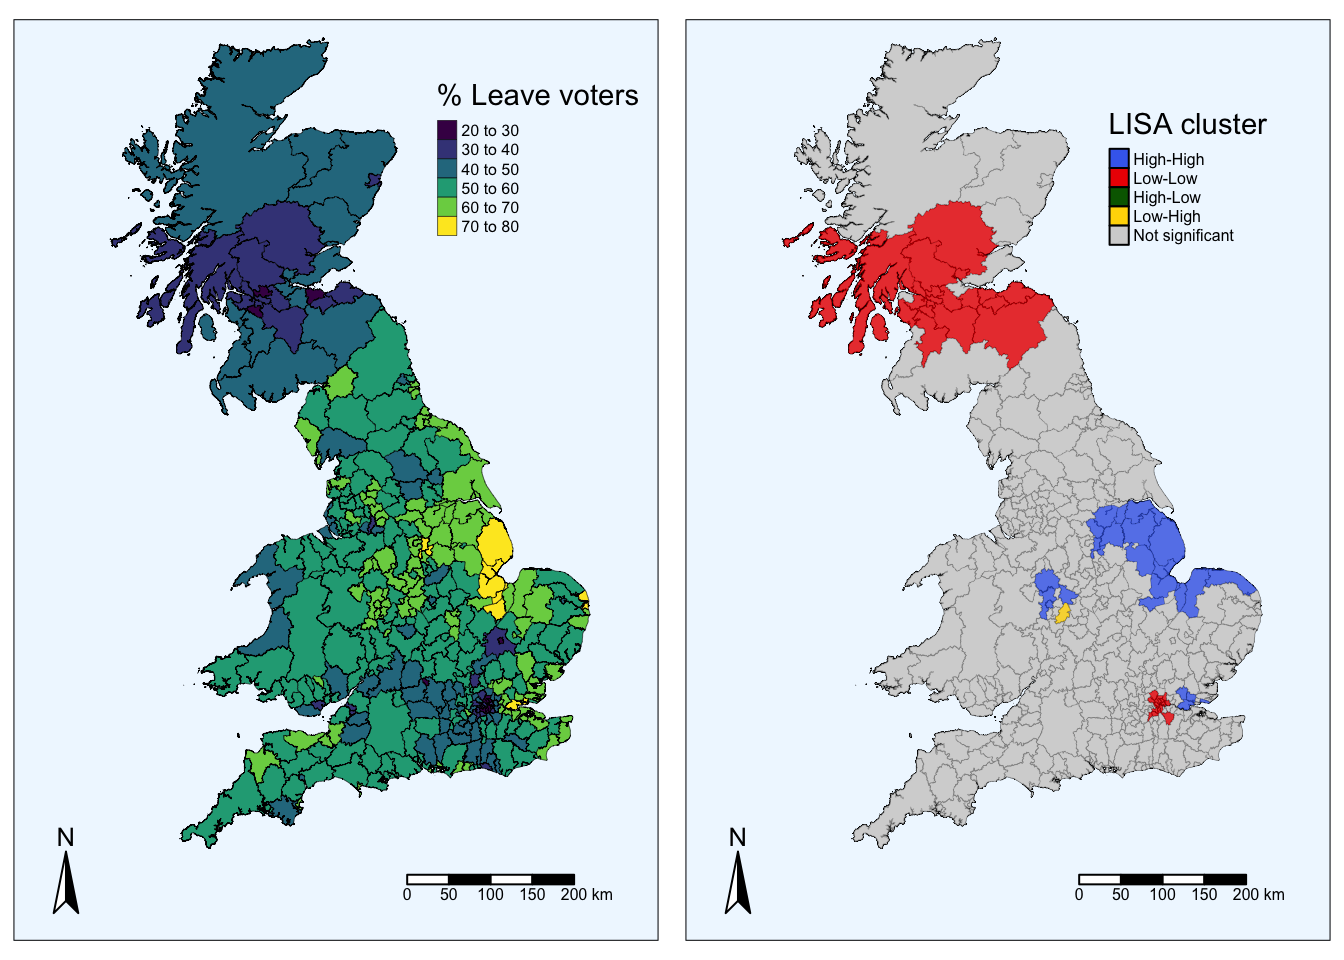 % Leave voters
20 to 30
30 to 40
40 to 50
50 to 60
60 to 70
70 to 80
N
0 50 100 150 200 km
LISA cluster
High-High
Low-Low
High-Low
Low-High
Not significant
N
0 50 100 150 200 km